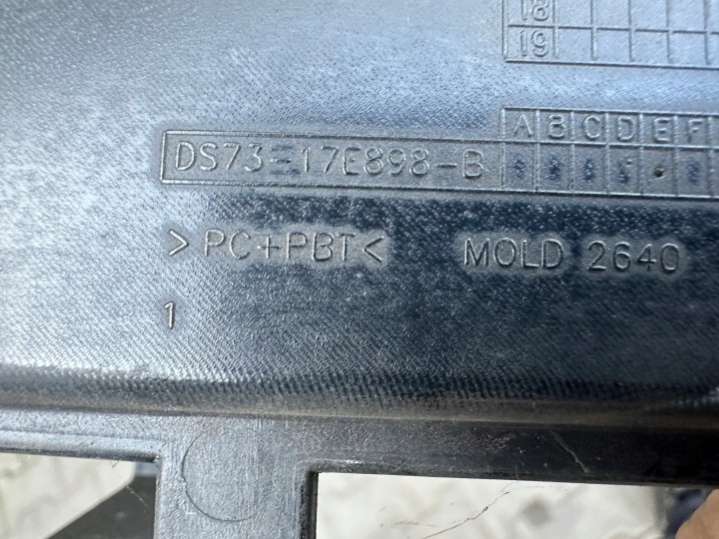 18
19
A B C D E F
DS73-17E898-B
>PC+PBT<
MOLD 2640
1